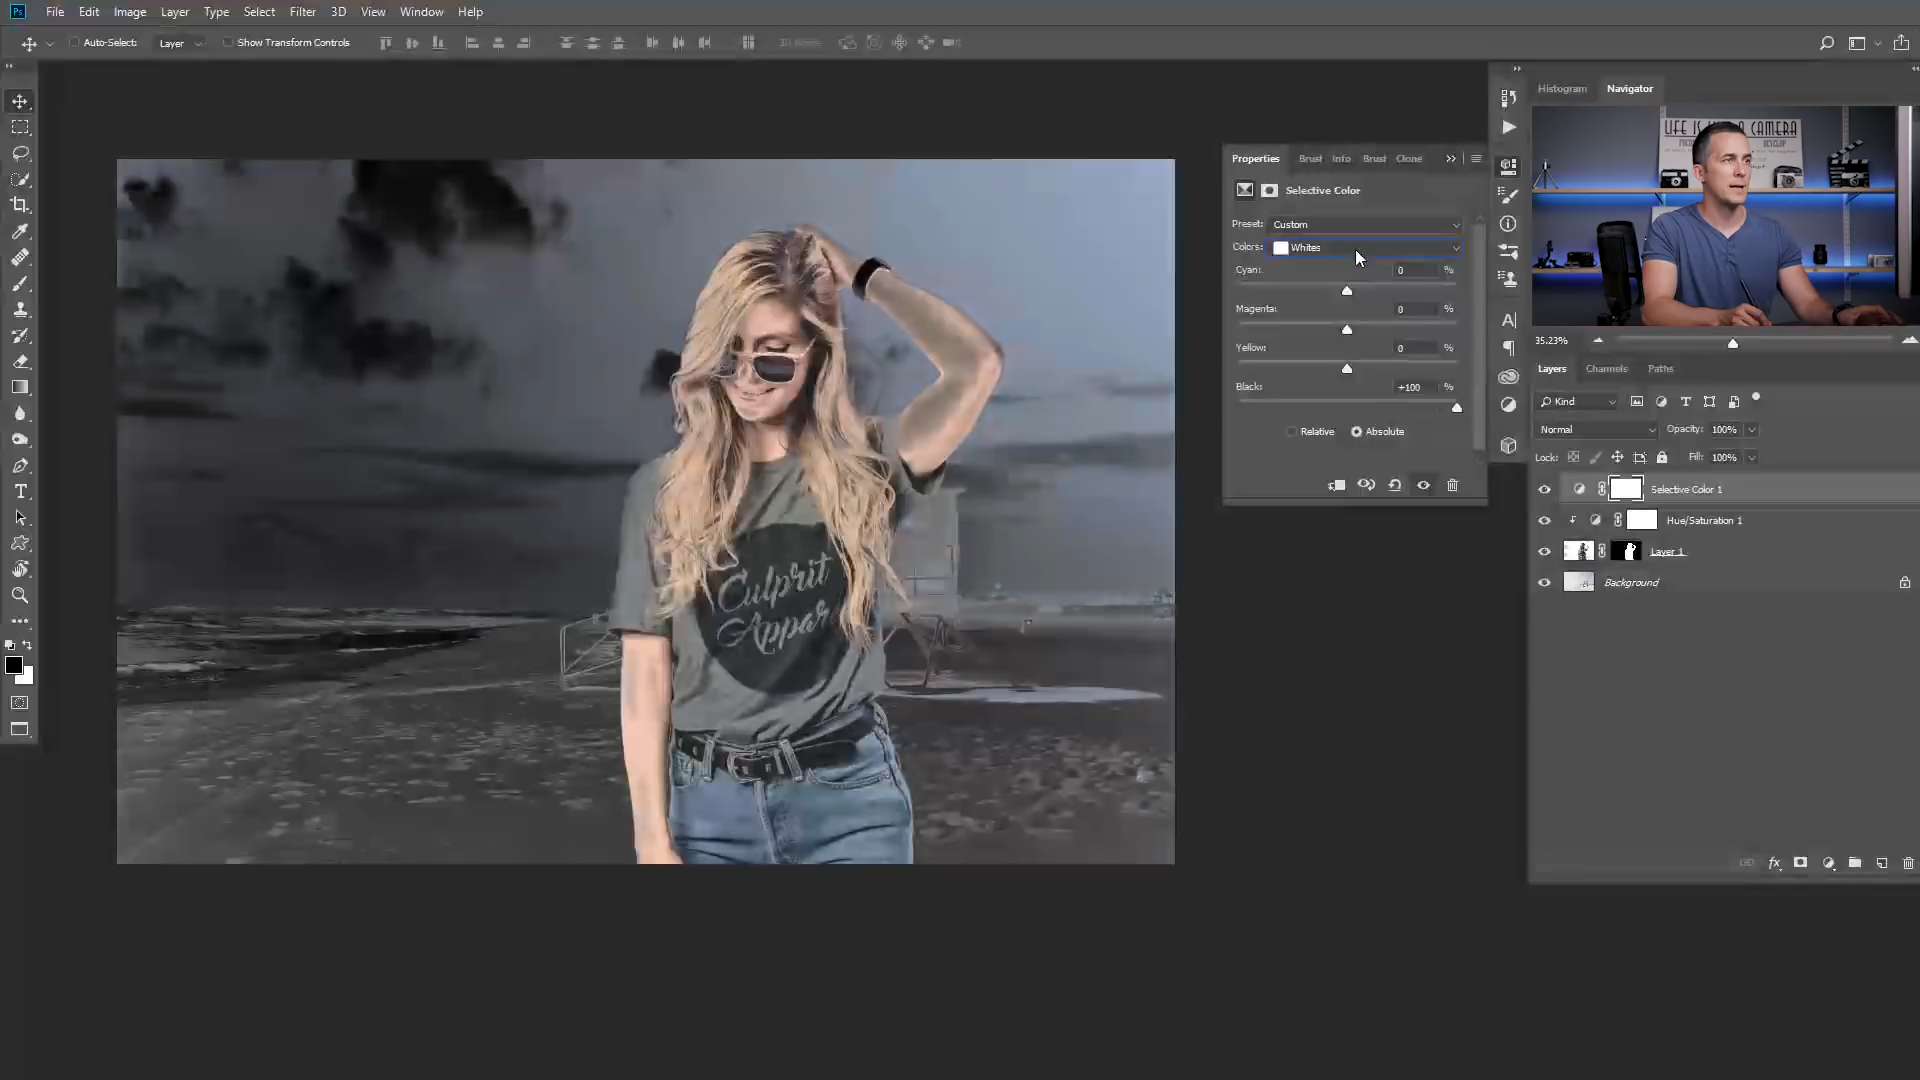 Ps File Edit Image Layer Type Select Filter 3D View Window Help
Auto-Select: Layer Show Transform Controls
Histogram Navigator
LIFE IS A CAMERA
35.23%
Properties Brusl Info Brusl Clone
Selective Color
Preset: Custom
Colors: Whites
Cyan: 0 %
Magenta: 0 %
Yellow: 0 %
Black: +100 %
Relative Absolute
Culprit
Appar
Layers Channels Paths
Kind
Normal Opacity: 100%
Lock: Fill: 100%
Selective Color 1
Hue/Saturation 1
Layer 1
Background
fx